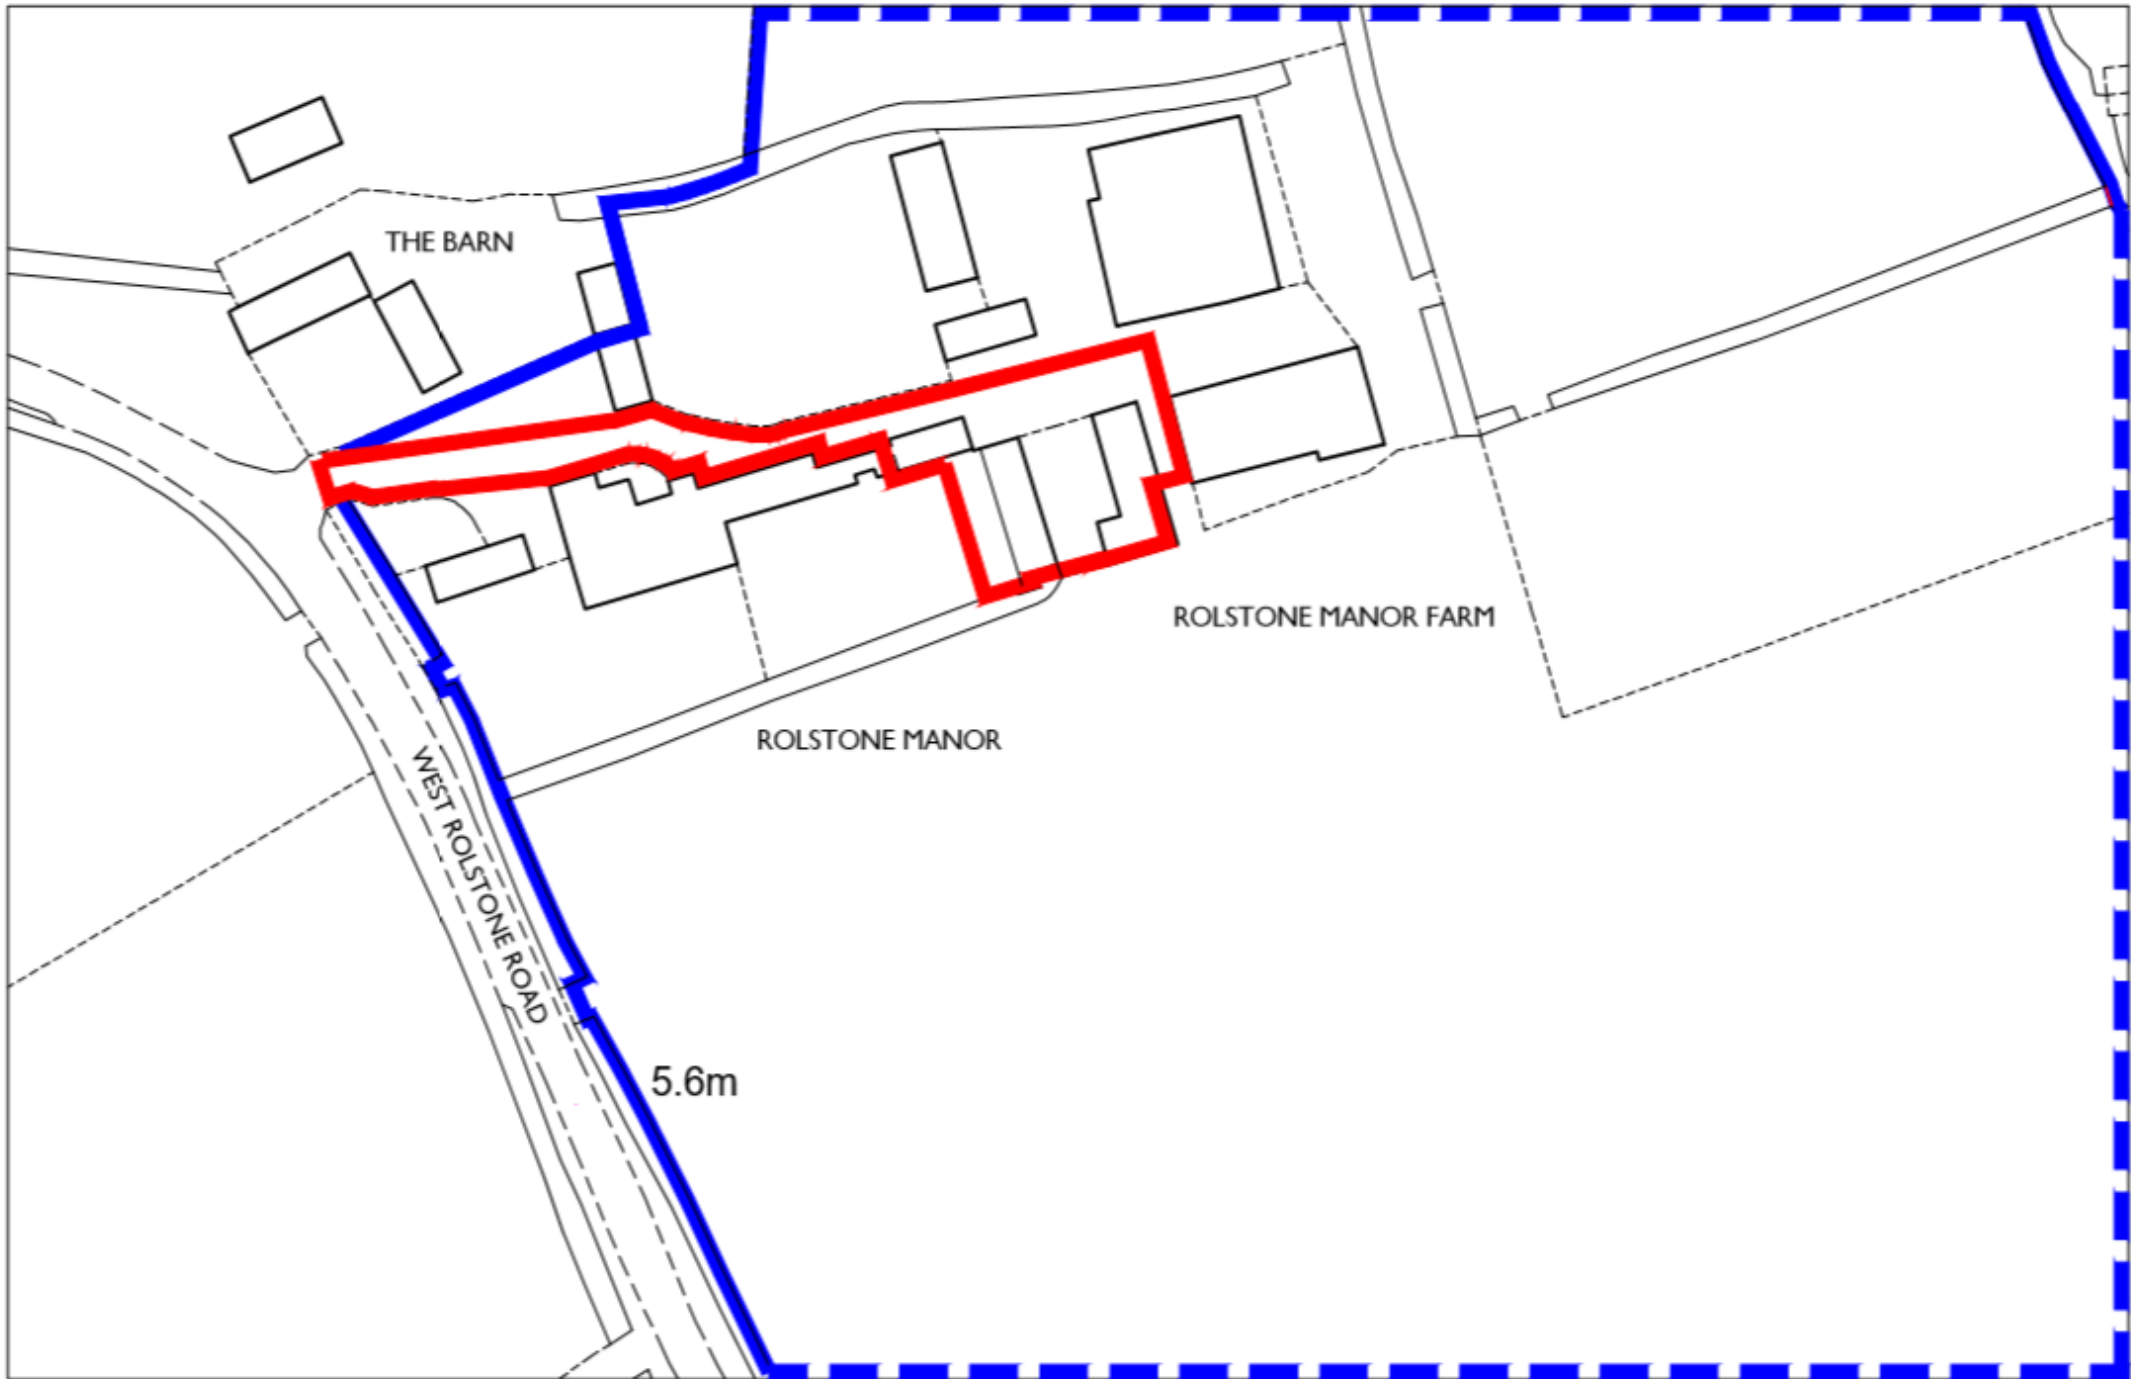 THE BARN
ROLSTONE MANOR FARM
ROLSTONE MANOR
WEST ROLSTONE ROAD
5.6m